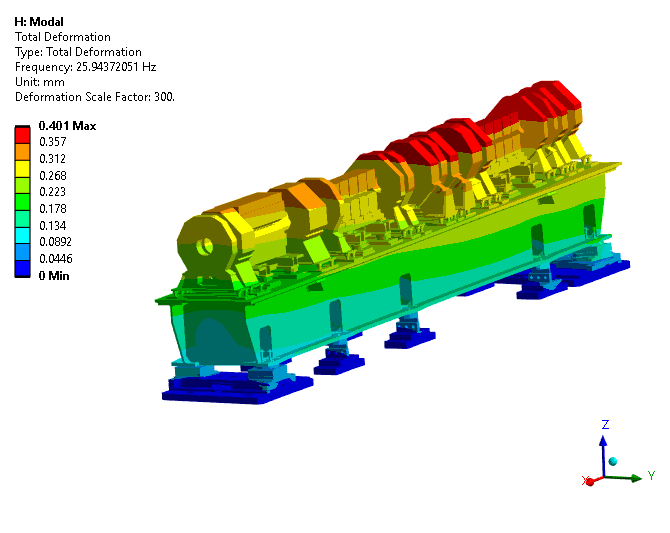 H: Modal
Total Deformation
Type: Total Deformation
Frequency: 25.94372051 Hz
Unit: mm
Deformation Scale Factor: 300.
0.401 Max
0.357
0.312
0.268
0.223
0.178
0.134
0.0892
0.0446
0 Min
Z
X
Y